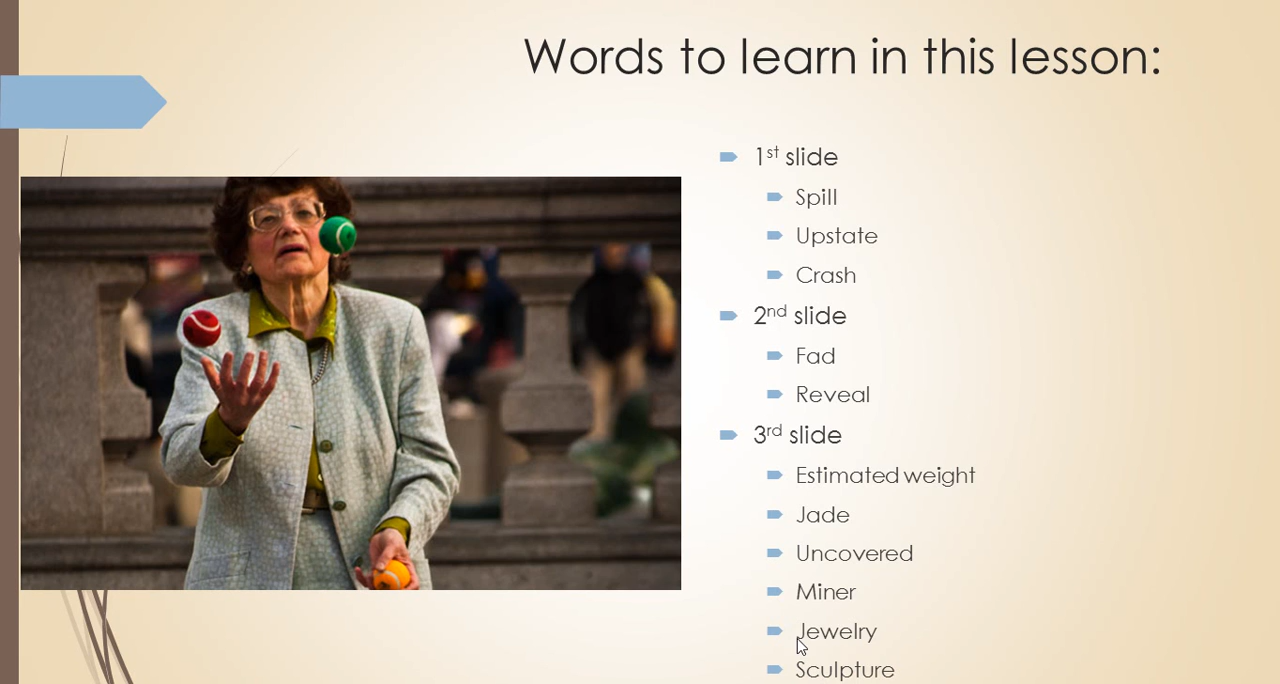 Words to learn in this lesson:
1st slide
Spill
Upstate
Crash
2nd slide
Fad
Reveal
3rd slide
Estimated weight
Jade
Uncovered
Miner
Jewelry
Sculpture